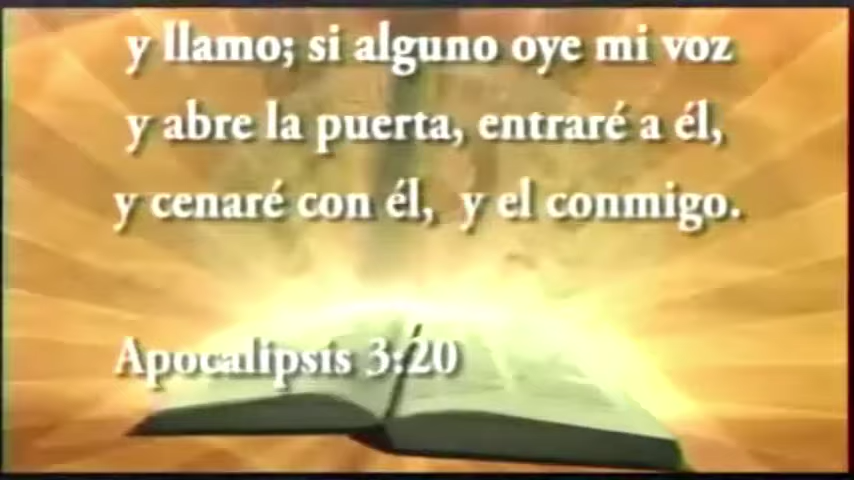 y llamo; si alguno oye mi voz
y abre la puerta, entraré a él,
y cenaré con él, y el conmigo.
Apocalipsis 3:20